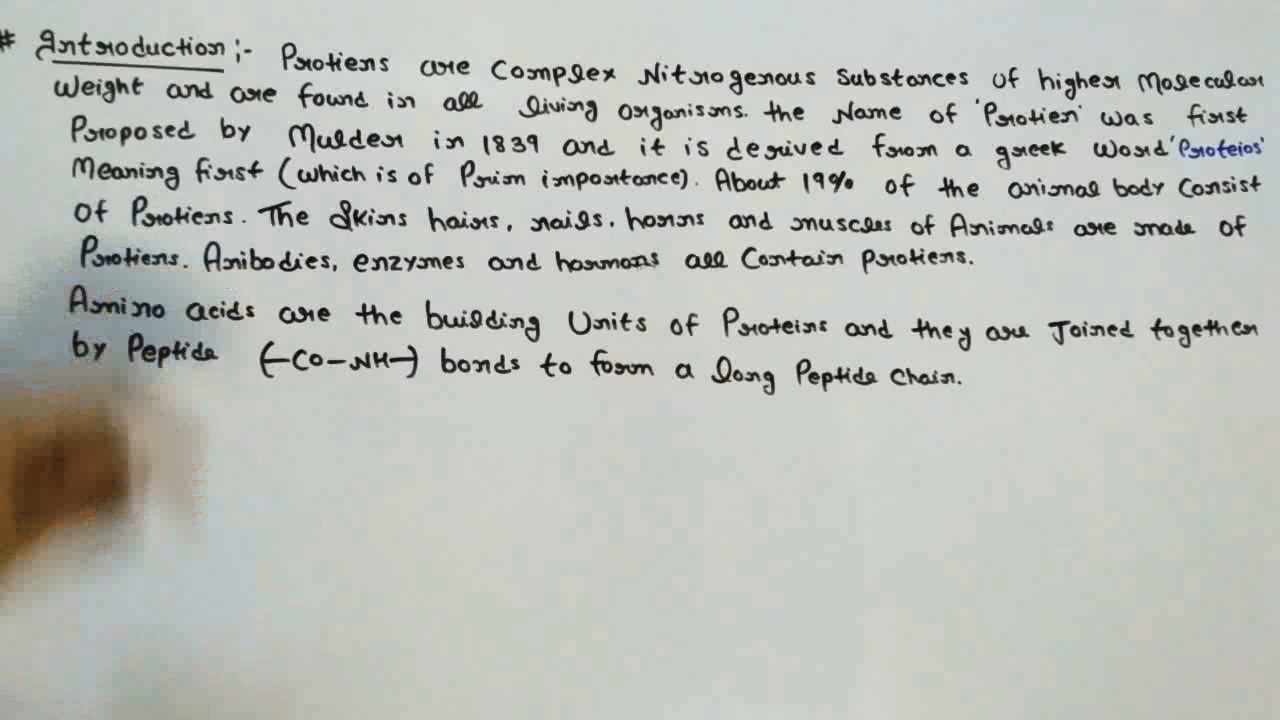 # Introduction :- Protiens are Complex Nitrogenous Substances of higher Molecular
Weight and are found in all living organisms. the Name of 'Protien' was first
Proposed by Mulder in 1839 and it is derived from a greek word 'Proteios'
Meaning first (which is of Prim importance). About 19% of the animal body Consist
of Protiens. The Skins hairs, nails, horns and muscles of Animals are made of
Protiens. Anibodies, enzymes and harmons all Contain protiens.
Amino acids are the building Units of Proteins and they are Joined together
by Peptide (-CO-NH-) bonds to form a long Peptide Chain.